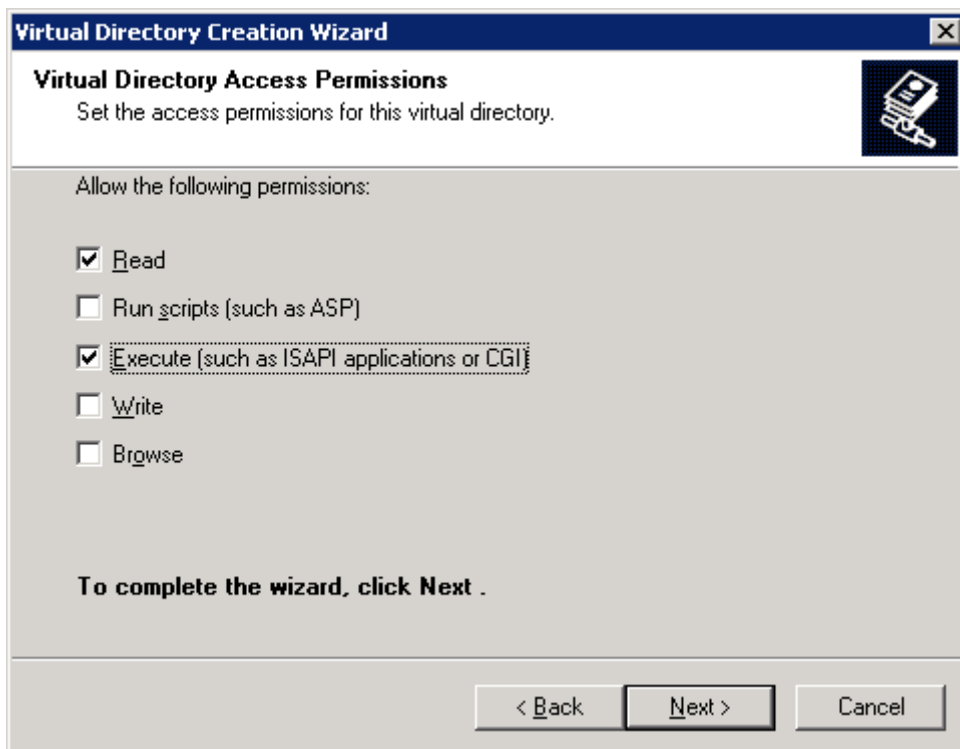 Virtual Directory Creation Wizard
Virtual Directory Access Permissions
Set the access permissions for this virtual directory.
Allow the following permissions:
Read
Run scripts (such as ASP)
Execute (such as ISAPI applications or CGI)
Write
Browse
To complete the wizard, click Next .
< Back Next > Cancel